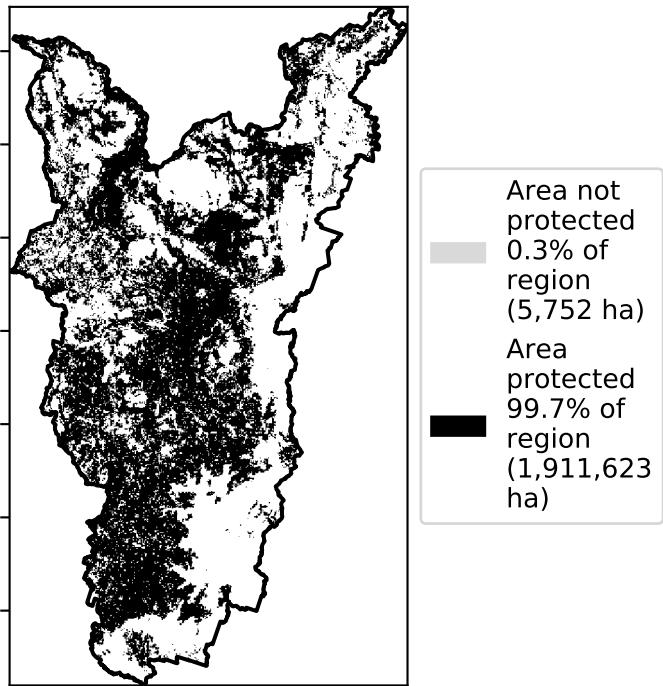 Area not
protected
0.3% of
region
(5,752 ha)
Area
protected
99.7% of
region
(1,911,623
ha)